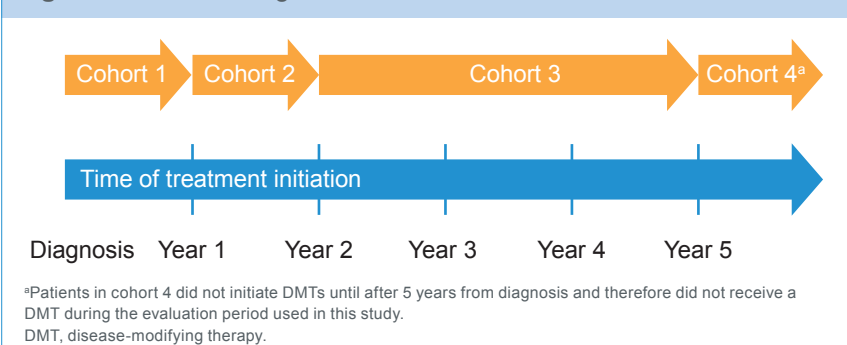 Cohort 1 Cohort 2 Cohort 3 Cohort 4ᵃ
Time of treatment initiation
Diagnosis Year 1 Year 2 Year 3 Year 4 Year 5
ᵃPatients in cohort 4 did not initiate DMTs until after 5 years from diagnosis and therefore did not receive a
DMT during the evaluation period used in this study.
DMT, disease-modifying therapy.